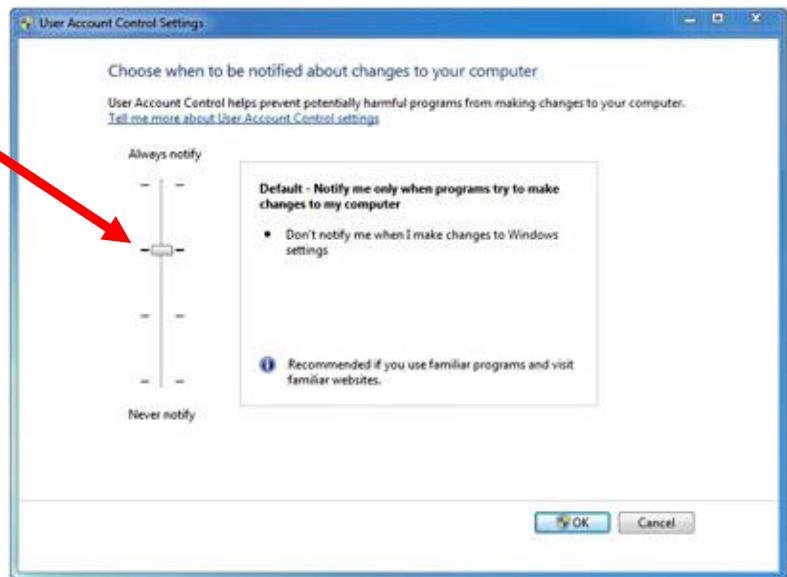 User Account Control Settings
Choose when to be notified about changes to your computer
User Account Control helps prevent potentially harmful programs from making changes to your computer.
Tell me more about User Account Control settings
Always notify
Default - Notify me only when programs try to make
changes to my computer
• Don't notify me when I make changes to Windows
settings
Recommended if you use familiar programs and visit
familiar websites.
Never notify
OK
Cancel